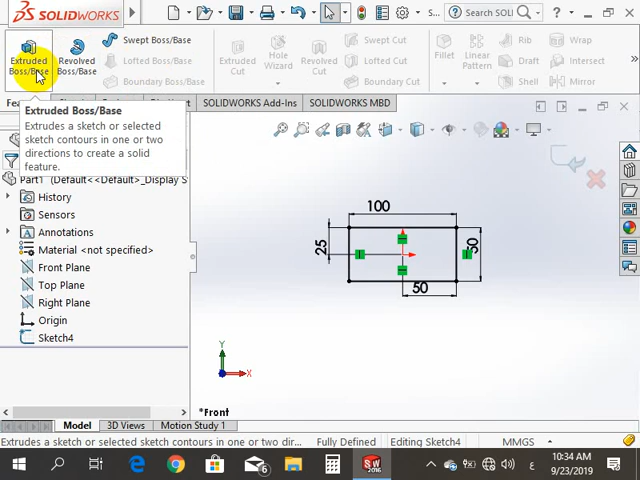 SOLIDWORKS
Search SOLIDW
Extruded Boss/Base
Revolved Boss/Base
Swept Boss/Base
Lofted Boss/Base
Boundary Boss/Base
Extruded Cut
Hole Wizard
Revolved Cut
Swept Cut
Lofted Cut
Boundary Cut
Fillet
Rib
Draft
Shell
Wrap
Intersect
Mirror
SOLIDWORKS Add-Ins
SOLIDWORKS MBD
Extruded Boss/Base
Extrudes a sketch or selected
sketch contours in one or two
directions to create a solid
feature.
Part1 (Default<<Default>_Display S
History
Sensors
Annotations
Material <not specified>
Front Plane
Top Plane
Right Plane
Origin
Sketch4
100
25
50
50
Y
X
*Front
Model
3D Views
Motion Study 1
Extrudes a sketch or selected sketch contours in one or two dir...
Fully Defined
Editing Sketch4
MMGS
6
SW
2016
ع
10:34 AM
9/23/2019